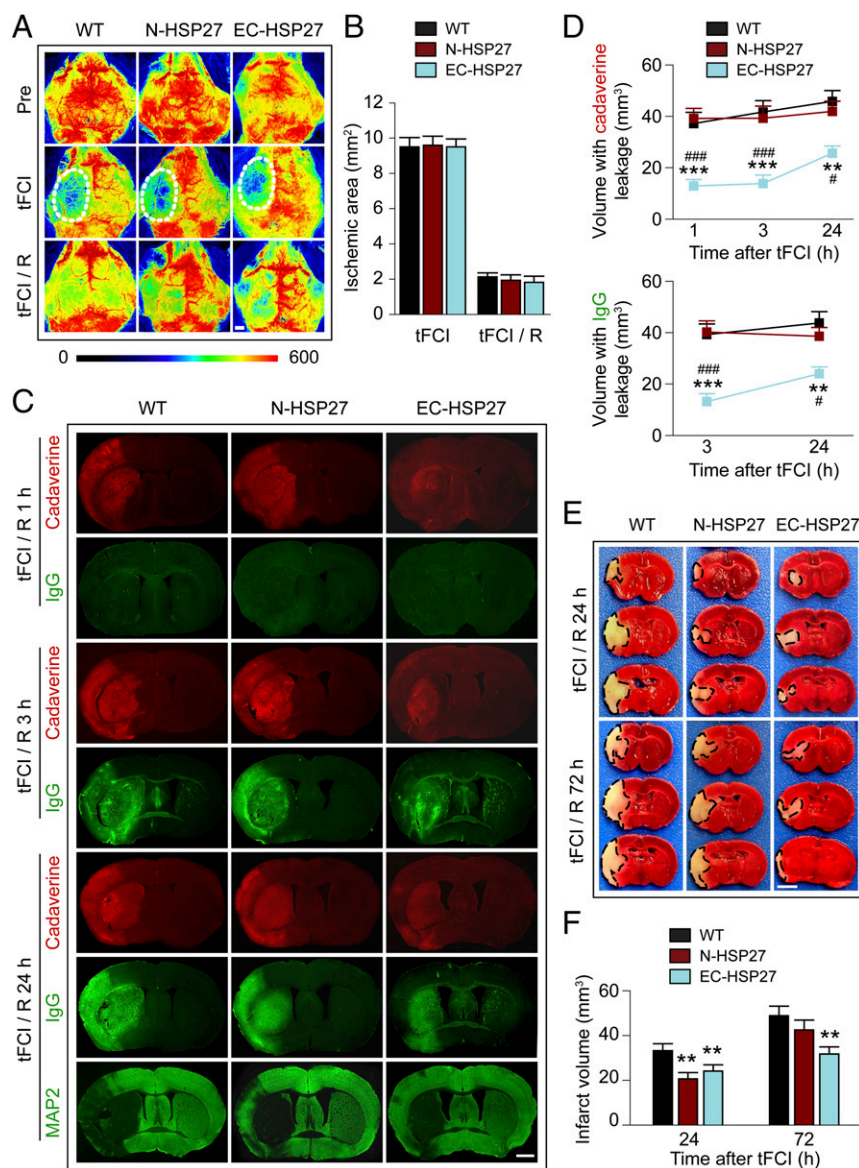 A
WT N-HSP27 EC-HSP27
Pre
tFCI
tFCI / R
0 600
B
WT
N-HSP27
EC-HSP27
Ischemic area (mm²)
12
10
8
6
4
2
0
tFCI tFCI / R
C
WT N-HSP27 EC-HSP27
tFCI / R 1 h
Cadaverine
IgG
tFCI / R 3 h
Cadaverine
IgG
tFCI / R 24 h
Cadaverine
IgG
MAP2
D
WT
N-HSP27
EC-HSP27
Volume with cadaverine
leakage (mm³)
60
40
20
0
###
***
###
***
**
#
1 3 24
Time after tFCI (h)
Volume with IgG
leakage (mm³)
60
40
20
0
###
***
**
#
3 24
Time after tFCI (h)
E
WT N-HSP27 EC-HSP27
tFCI / R 24 h
tFCI / R 72 h
F
WT
N-HSP27
EC-HSP27
Infarct volume (mm³)
60
40
20
0
** ** **
24 72
Time after tFCI (h)